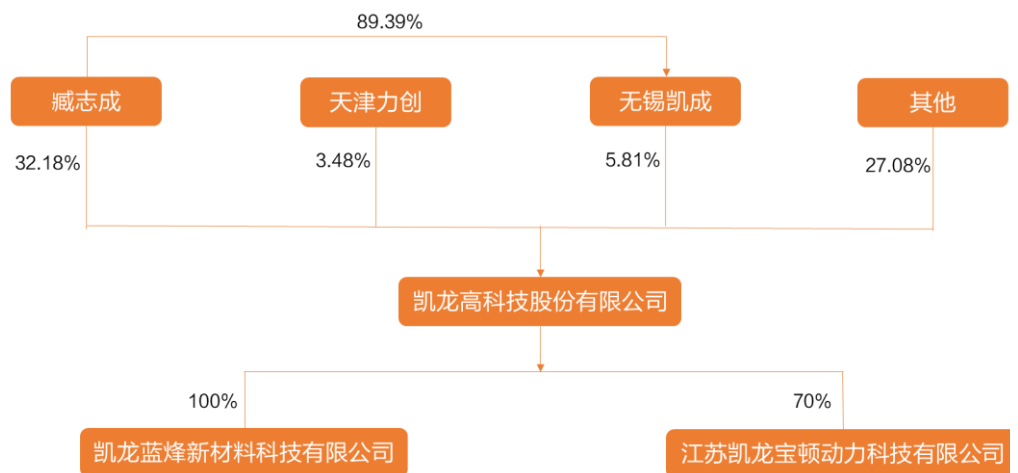 89.39%
臧志成
天津力创
无锡凯成
其他
32.18%
3.48%
5.81%
27.08%
凯龙高科技股份有限公司
100%
70%
凯龙蓝烽新材料科技有限公司
江苏凯龙宝顿动力科技有限公司